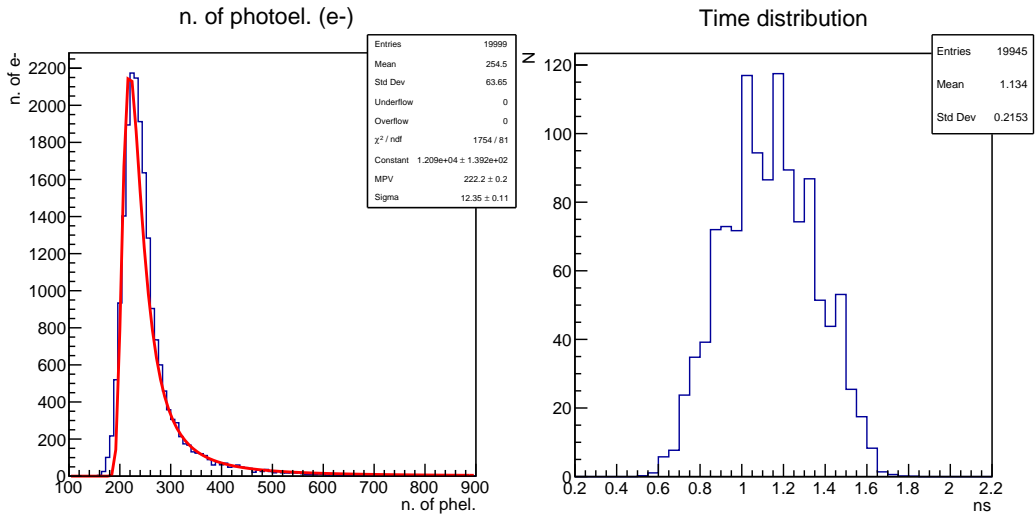 n. of photoel. (e-)
n. of e-
Entries 19999
Mean 254.5
Std Dev 63.65
Underflow 0
Overflow 0
χ² / ndf 1754 / 81
Constant 1.209e+04 ± 1.392e+02
MPV 222.2 ± 0.2
Sigma 12.35 ± 0.11
2200
2000
1800
1600
1400
1200
1000
800
600
400
200
0
100 200 300 400 500 600 700 800 900
n. of phel.
Time distribution
N
Entries 19945
Mean 1.134
Std Dev 0.2153
120
100
80
60
40
20
0
0.2 0.4 0.6 0.8 1 1.2 1.4 1.6 1.8 2 2.2
ns